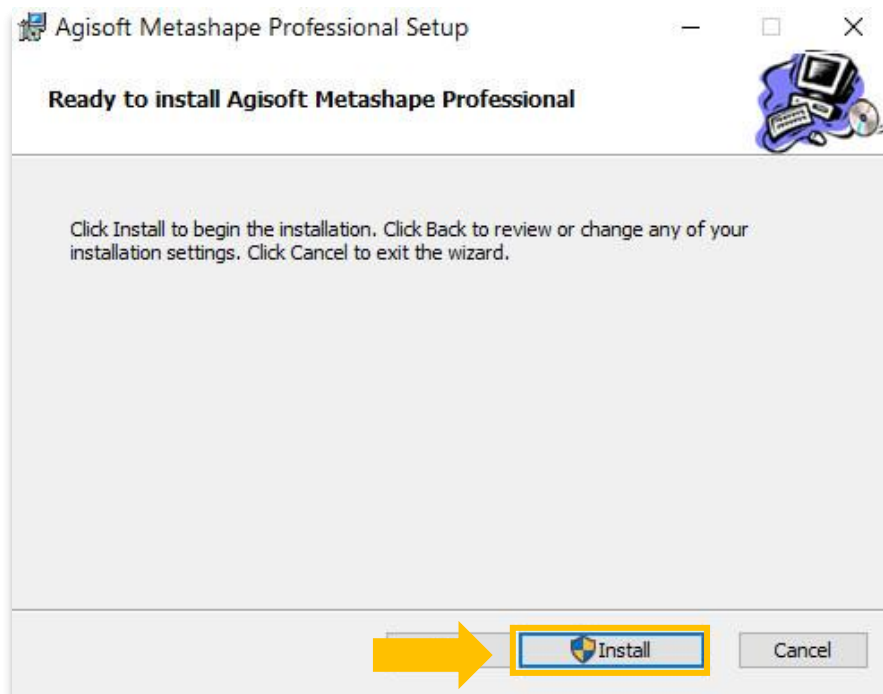 Agisoft Metashape Professional Setup
Ready to install Agisoft Metashape Professional
Click Install to begin the installation. Click Back to review or change any of your
installation settings. Click Cancel to exit the wizard.
Install
Cancel